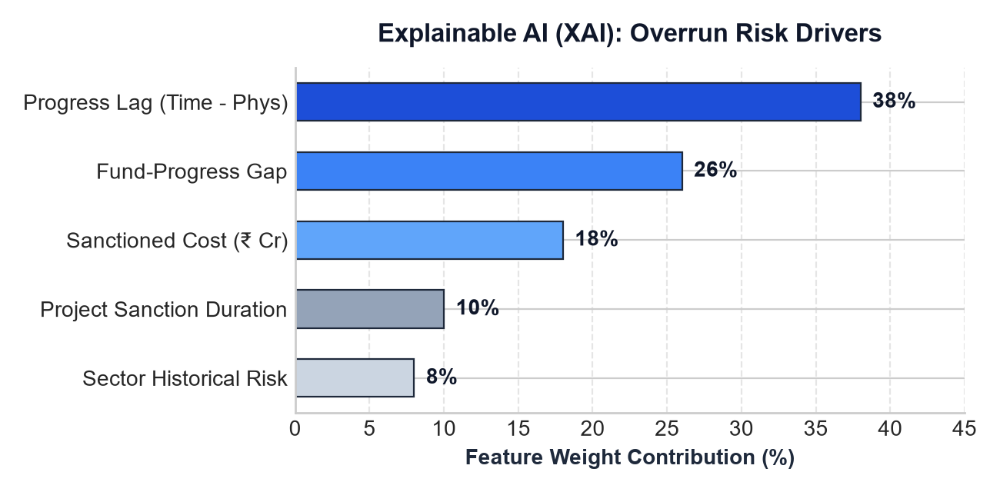 Explainable AI (XAI): Overrun Risk Drivers
Progress Lag (Time - Phys) 38%
Fund-Progress Gap 26%
Sanctioned Cost (₹ Cr) 18%
Project Sanction Duration 10%
Sector Historical Risk 8%
0 5 10 15 20 25 30 35 40 45
Feature Weight Contribution (%)